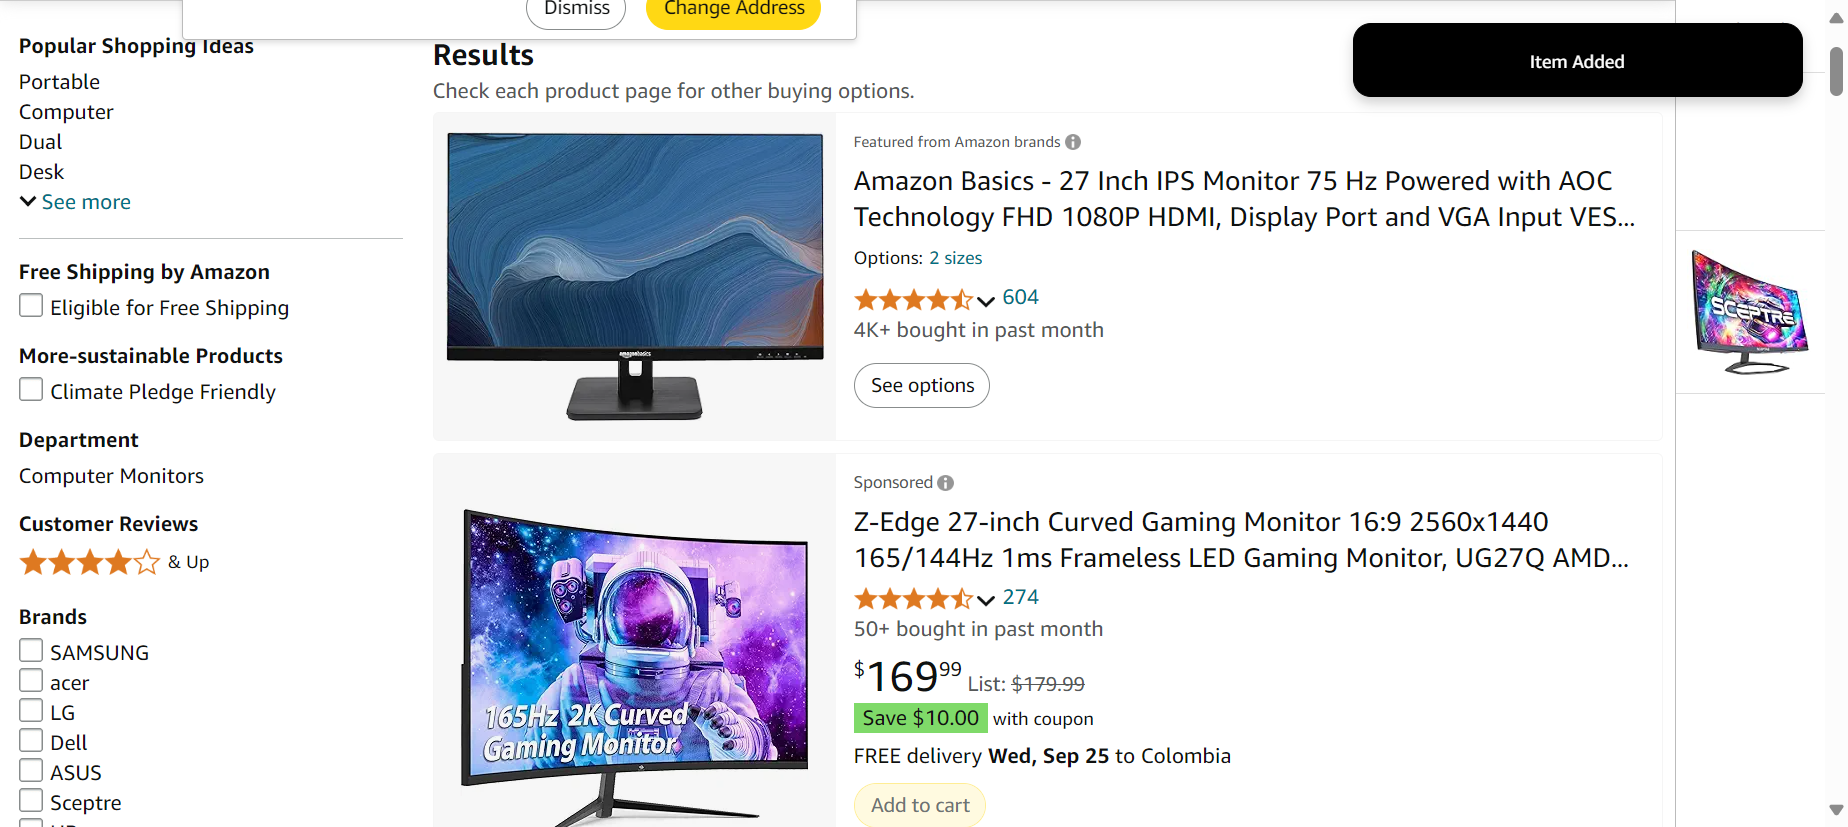 Dismiss
Change Address
Popular Shopping Ideas
Portable
Computer
Dual
Desk
See more
Free Shipping by Amazon
Eligible for Free Shipping
More-sustainable Products
Climate Pledge Friendly
Department
Computer Monitors
Customer Reviews
& Up
Brands
SAMSUNG
acer
LG
Dell
ASUS
Sceptre
Results
Check each product page for other buying options.
Item Added
amazonbasics
Featured from Amazon brands
Amazon Basics - 27 Inch IPS Monitor 75 Hz Powered with AOC
Technology FHD 1080P HDMI, Display Port and VGA Input VES...
Options: 2 sizes
604
4K+ bought in past month
See options
165Hz 2K Curved
Gaming Monitor
Sponsored
Z-Edge 27-inch Curved Gaming Monitor 16:9 2560x1440
165/144Hz 1ms Frameless LED Gaming Monitor, UG27Q AMD...
274
50+ bought in past month
$169.99 List: $179.99
Save $10.00 with coupon
FREE delivery Wed, Sep 25 to Colombia
Add to cart
SCEPTRE